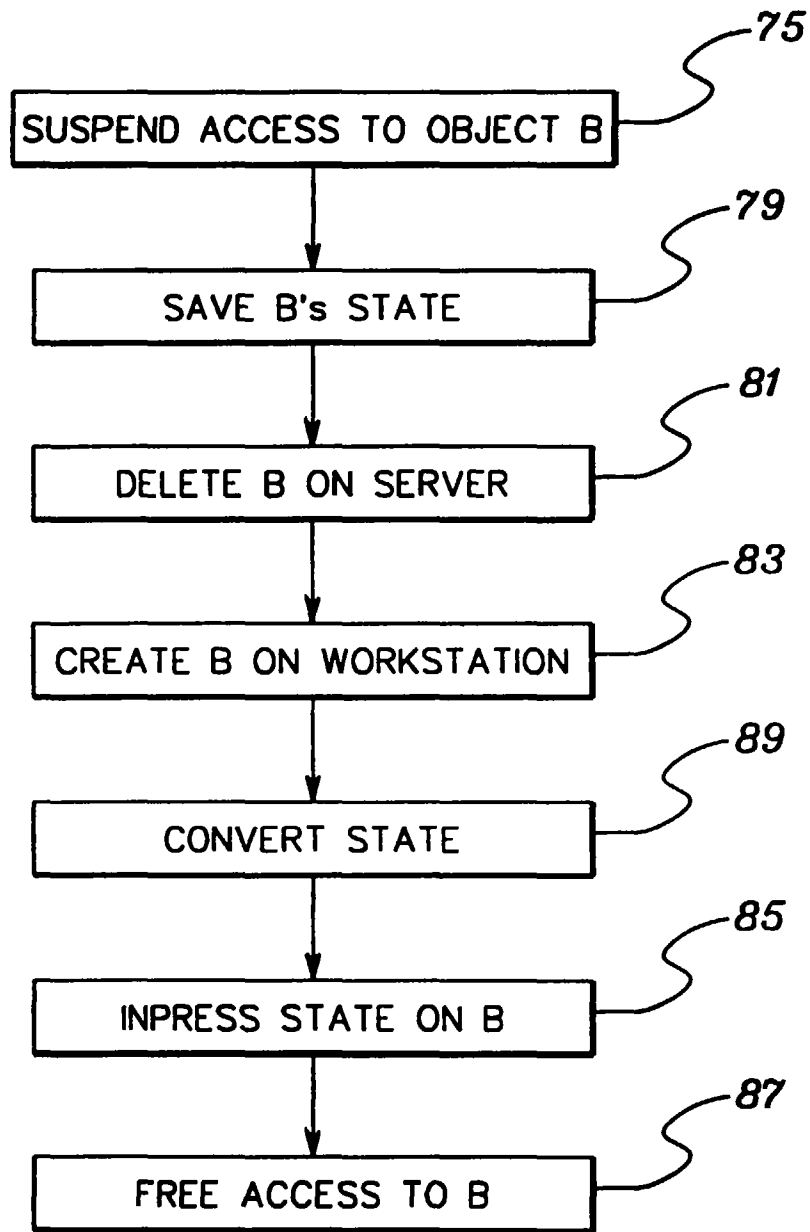 75
SUSPEND ACCESS TO OBJECT B
79
SAVE B's STATE
81
DELETE B ON SERVER
83
CREATE B ON WORKSTATION
89
CONVERT STATE
85
INPRESS STATE ON B
87
FREE ACCESS TO B